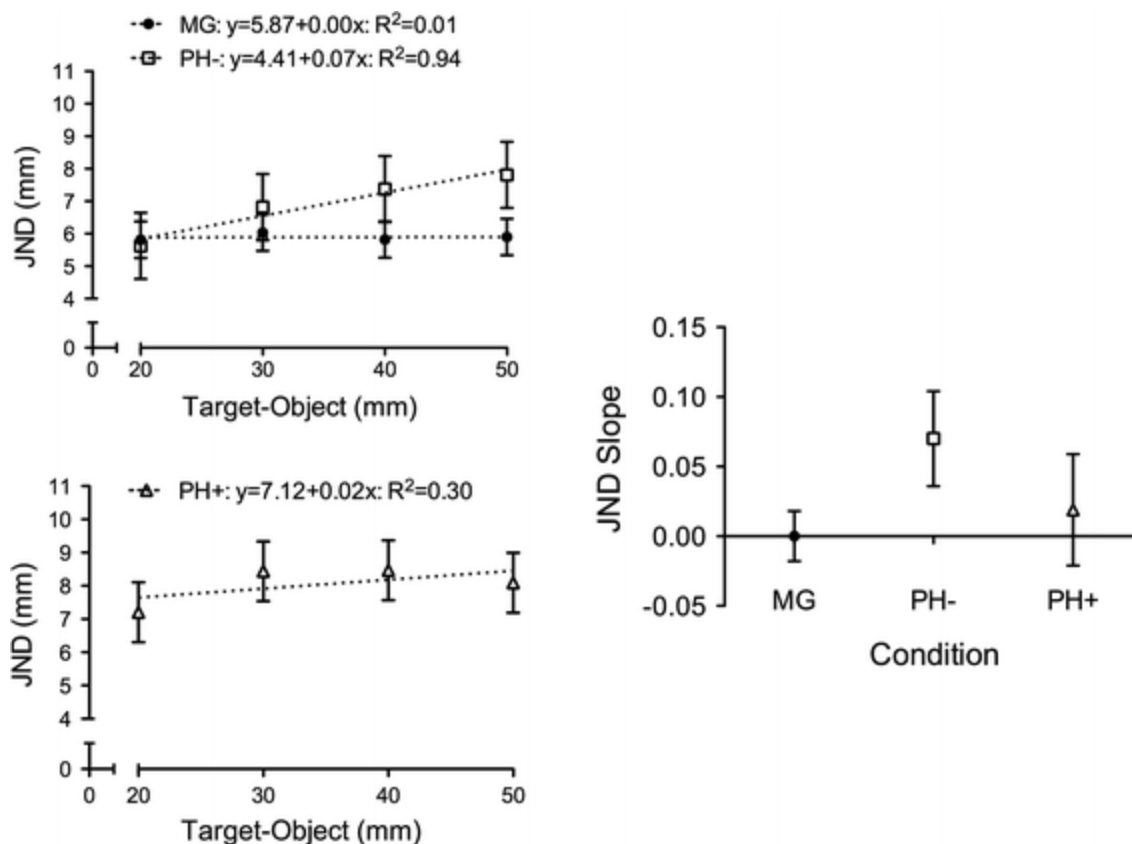 MG: y=5.87+0.00x: R²=0.01
PH-: y=4.41+0.07x: R²=0.94
11
10
9
8
7
6
5
4
0
JND (mm)
0 20 30 40 50
Target-Object (mm)
PH+: y=7.12+0.02x: R²=0.30
11
10
9
8
7
6
5
4
0
JND (mm)
0 20 30 40 50
Target-Object (mm)
0.15
0.10
0.05
0.00
-0.05
JND Slope
MG PH- PH+
Condition